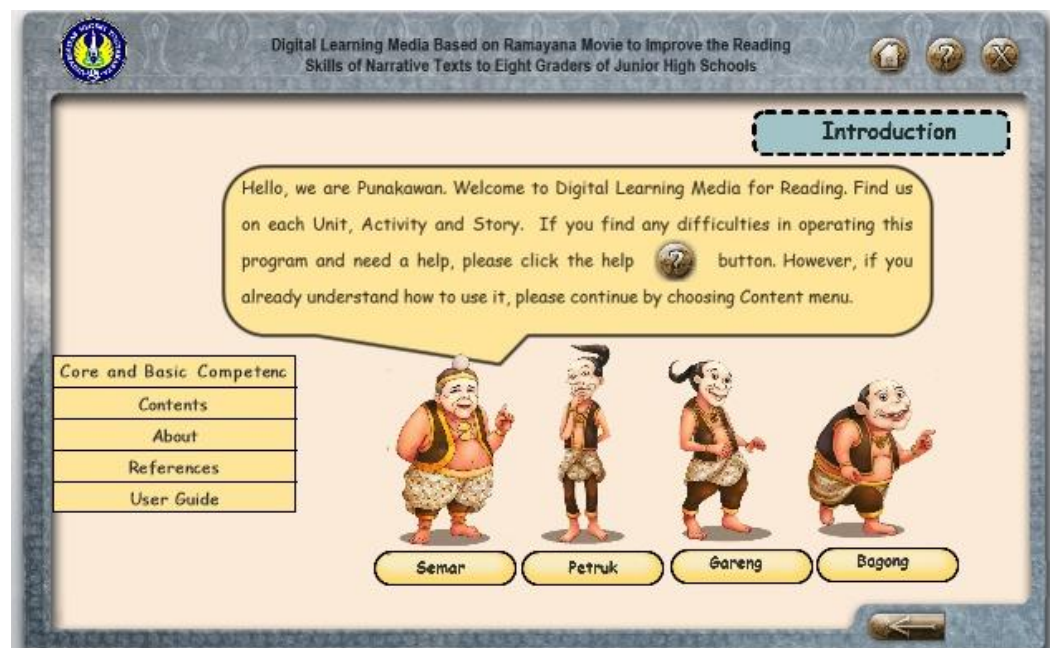 Digital Learning Media Based on Ramayana Movie to Improve the Reading
Skills of Narrative Texts to Eight Graders of Junior High Schools
?
X
Introduction
Hello, we are Punakawan. Welcome to Digital Learning Media for Reading. Find us
on each Unit, Activity and Story. If you find any difficulties in operating this
program and need a help, please click the help ? button. However, if you
already understand how to use it, please continue by choosing Content menu.
Core and Basic Competenc
Contents
About
References
User Guide
Semar
Petruk
Gareng
Bagong